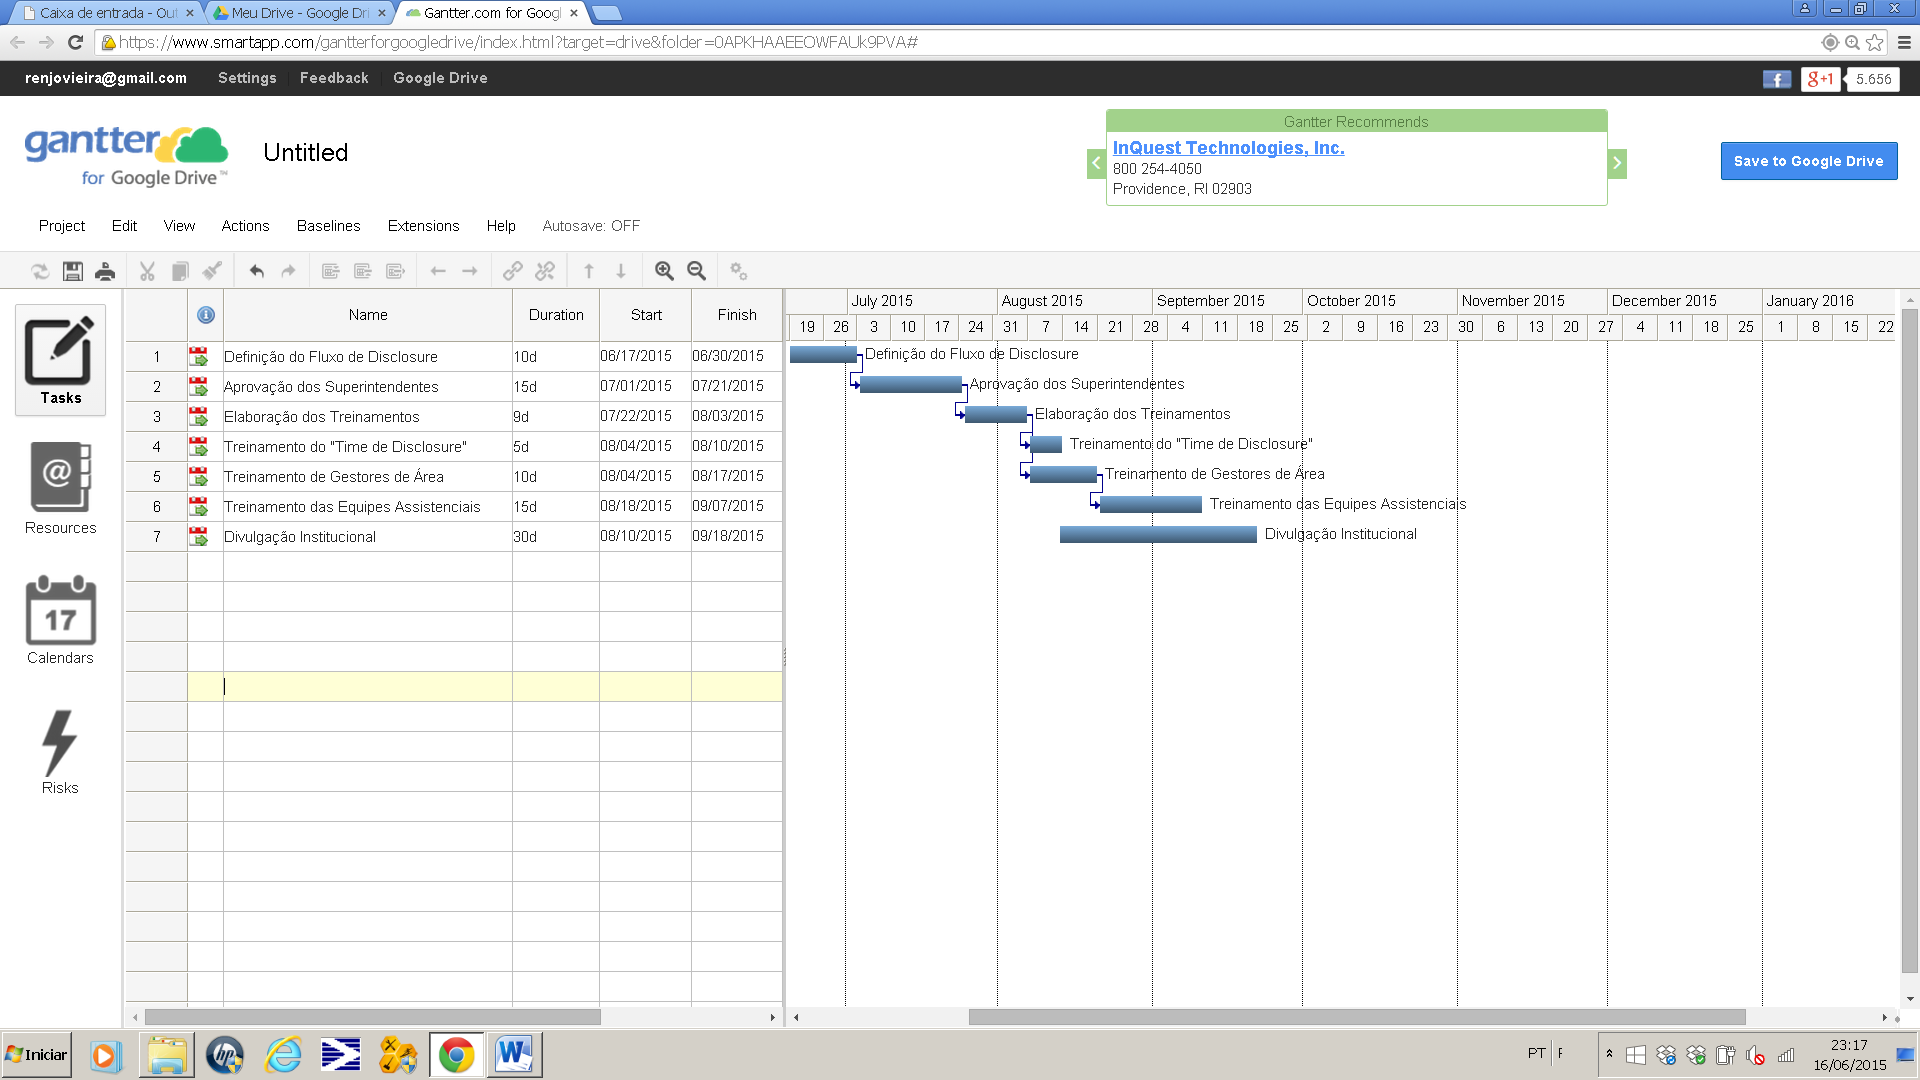 Caixa de entrada - Out
Meu Drive - Google Dri
Gantter.com for Googl
https://www.smartapp.com/gantterforgoogledrive/index.html?target=drive&folder=0APKHAAEEOWFAUk9PVA#
renjovieira@gmail.com Settings Feedback Google Drive
g+1 5.656
gantter
for Google Drive™
Untitled
Gantter Recommends
InQuest Technologies, Inc.
800 254-4050
Providence, RI 02903
Save to Google Drive
Project Edit View Actions Baselines Extensions Help Autosave: OFF
Tasks
@
Resources
17
Calendars
Risks
Name Duration Start Finish
1 Definição do Fluxo de Disclosure 10d 06/17/2015 06/30/2015
2 Aprovação dos Superintendentes 15d 07/01/2015 07/21/2015
3 Elaboração dos Treinamentos 9d 07/22/2015 08/03/2015
4 Treinamento do "Time de Disclosure" 5d 08/04/2015 08/10/2015
5 Treinamento de Gestores de Área 10d 08/04/2015 08/17/2015
6 Treinamento das Equipes Assistenciais 15d 08/18/2015 09/07/2015
7 Divulgação Institucional 30d 08/10/2015 09/18/2015
July 2015 August 2015 September 2015 October 2015 November 2015 December 2015 January 2016
19 26 3 10 17 24 31 7 14 21 28 4 11 18 25 2 9 16 23 30 6 13 20 27 4 11 18 25 1 8 15 22
Definição do Fluxo de Disclosure
Aprovação dos Superintendentes
Elaboração dos Treinamentos
Treinamento do "Time de Disclosure"
Treinamento de Gestores de Área
Treinamento das Equipes Assistenciais
Divulgação Institucional
Iniciar
hp
W
PT
23:17
16/06/2015